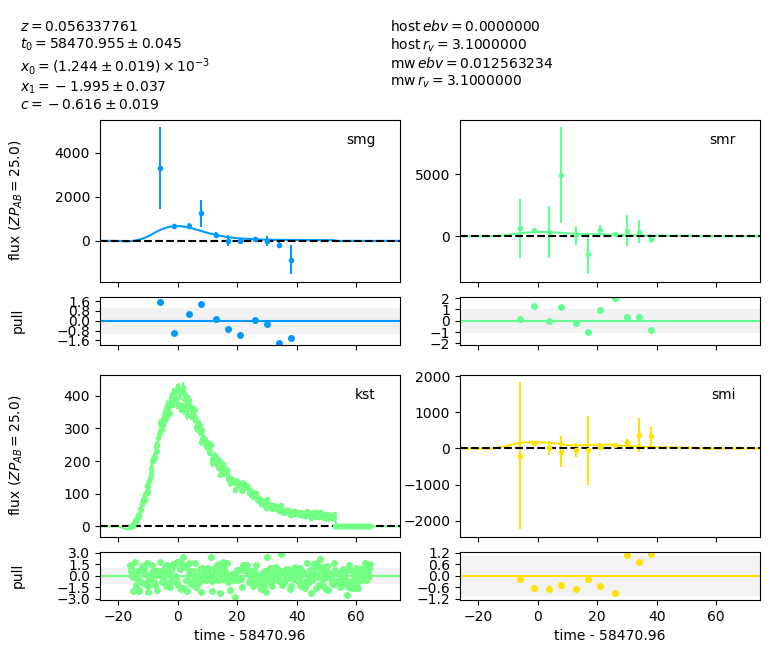 z = 0.056337761
t₀ = 58470.955 ± 0.045
x₀ = (1.244 ± 0.019) × 10⁻³
x₁ = −1.995 ± 0.037
c = −0.616 ± 0.019
host ebv = 0.0000000
host r_v = 3.1000000
mw ebv = 0.012563234
mw r_v = 3.1000000
flux (ZP_AB = 25.0)
4000
2000
0
smg
5000
0
smr
pull
1.6
0.8
0.0
−0.8
−1.6
2
1
0
−1
−2
flux (ZP_AB = 25.0)
400
300
200
100
0
kst
2000
1000
0
−1000
−2000
smi
pull
3.0
1.5
0.0
−1.5
−3.0
−20 0 20 40 60
time - 58470.96
1.2
0.6
0.0
−0.6
−1.2
−20 0 20 40 60
time - 58470.96